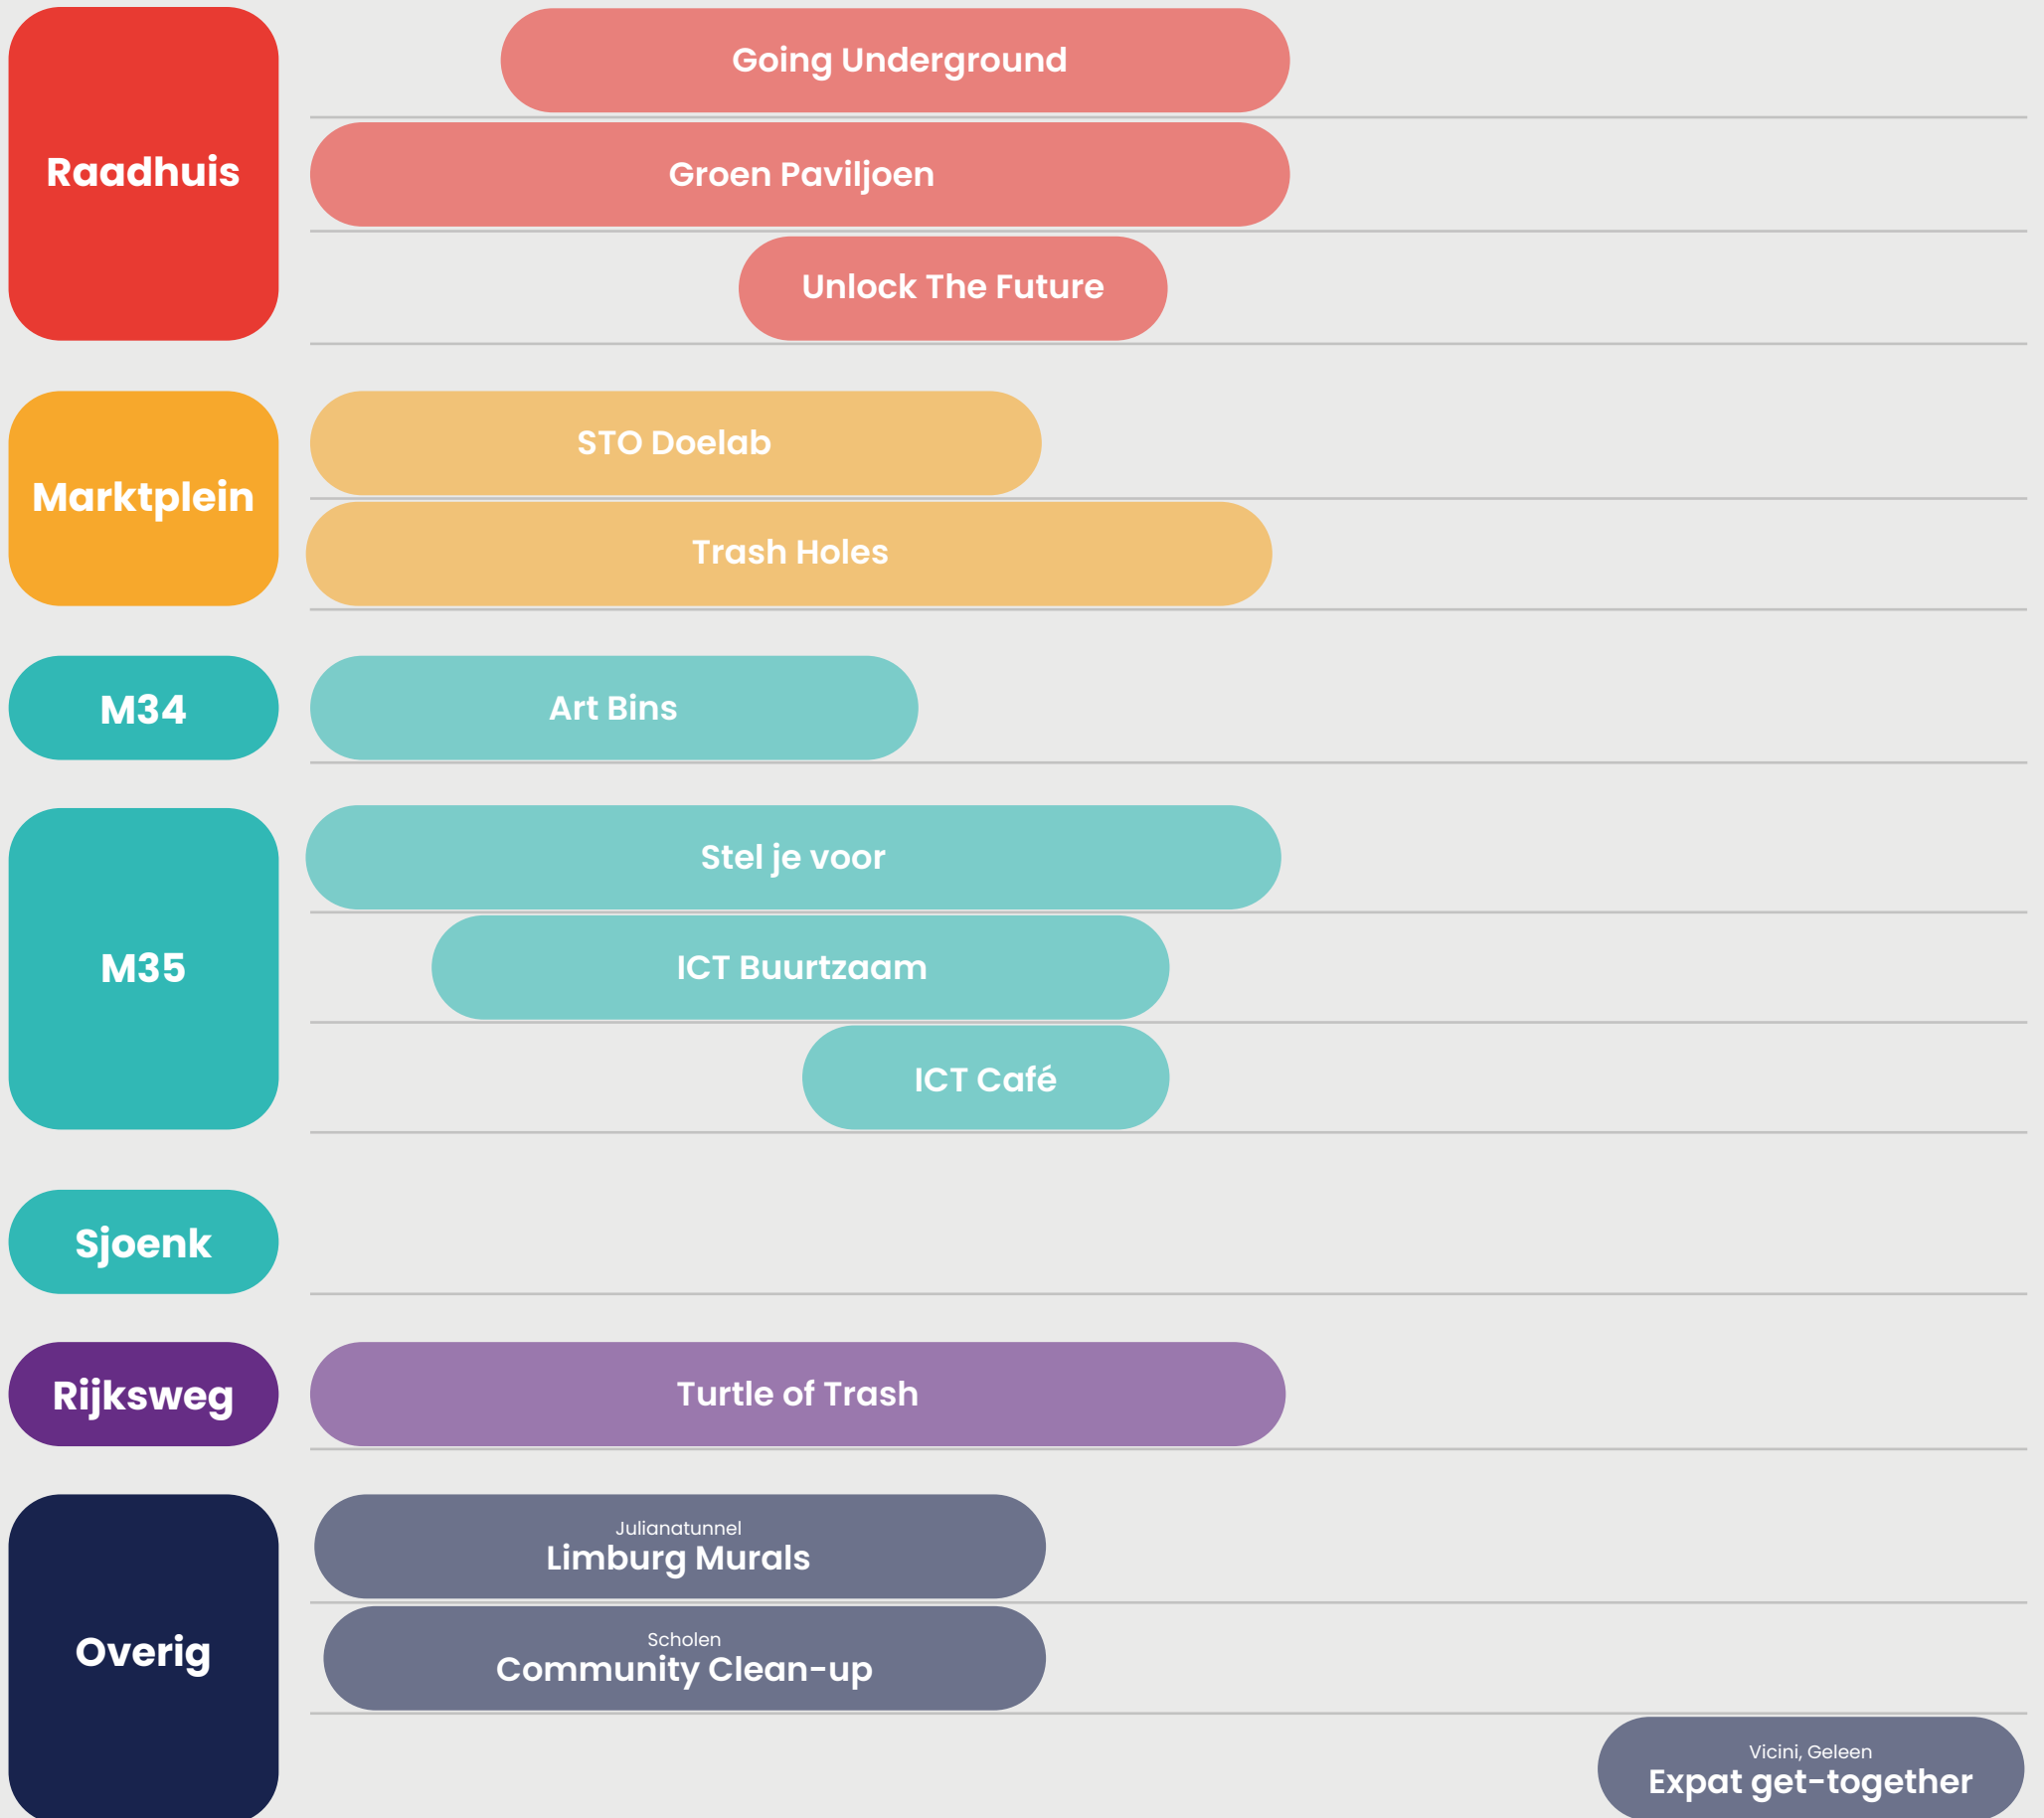 Raadhuis
Going Underground
Groen Paviljoen
Unlock The Future
Marktplein
STO Doelab
Trash Holes
M34
Art Bins
M35
Stel je voor
ICT Buurtzaam
ICT Café
Sjoenk
Rijksweg
Turtle of Trash
Overig
Julianatunnel
Limburg Murals
Scholen
Community Clean-up
Vicini, Geleen
Expat get-together